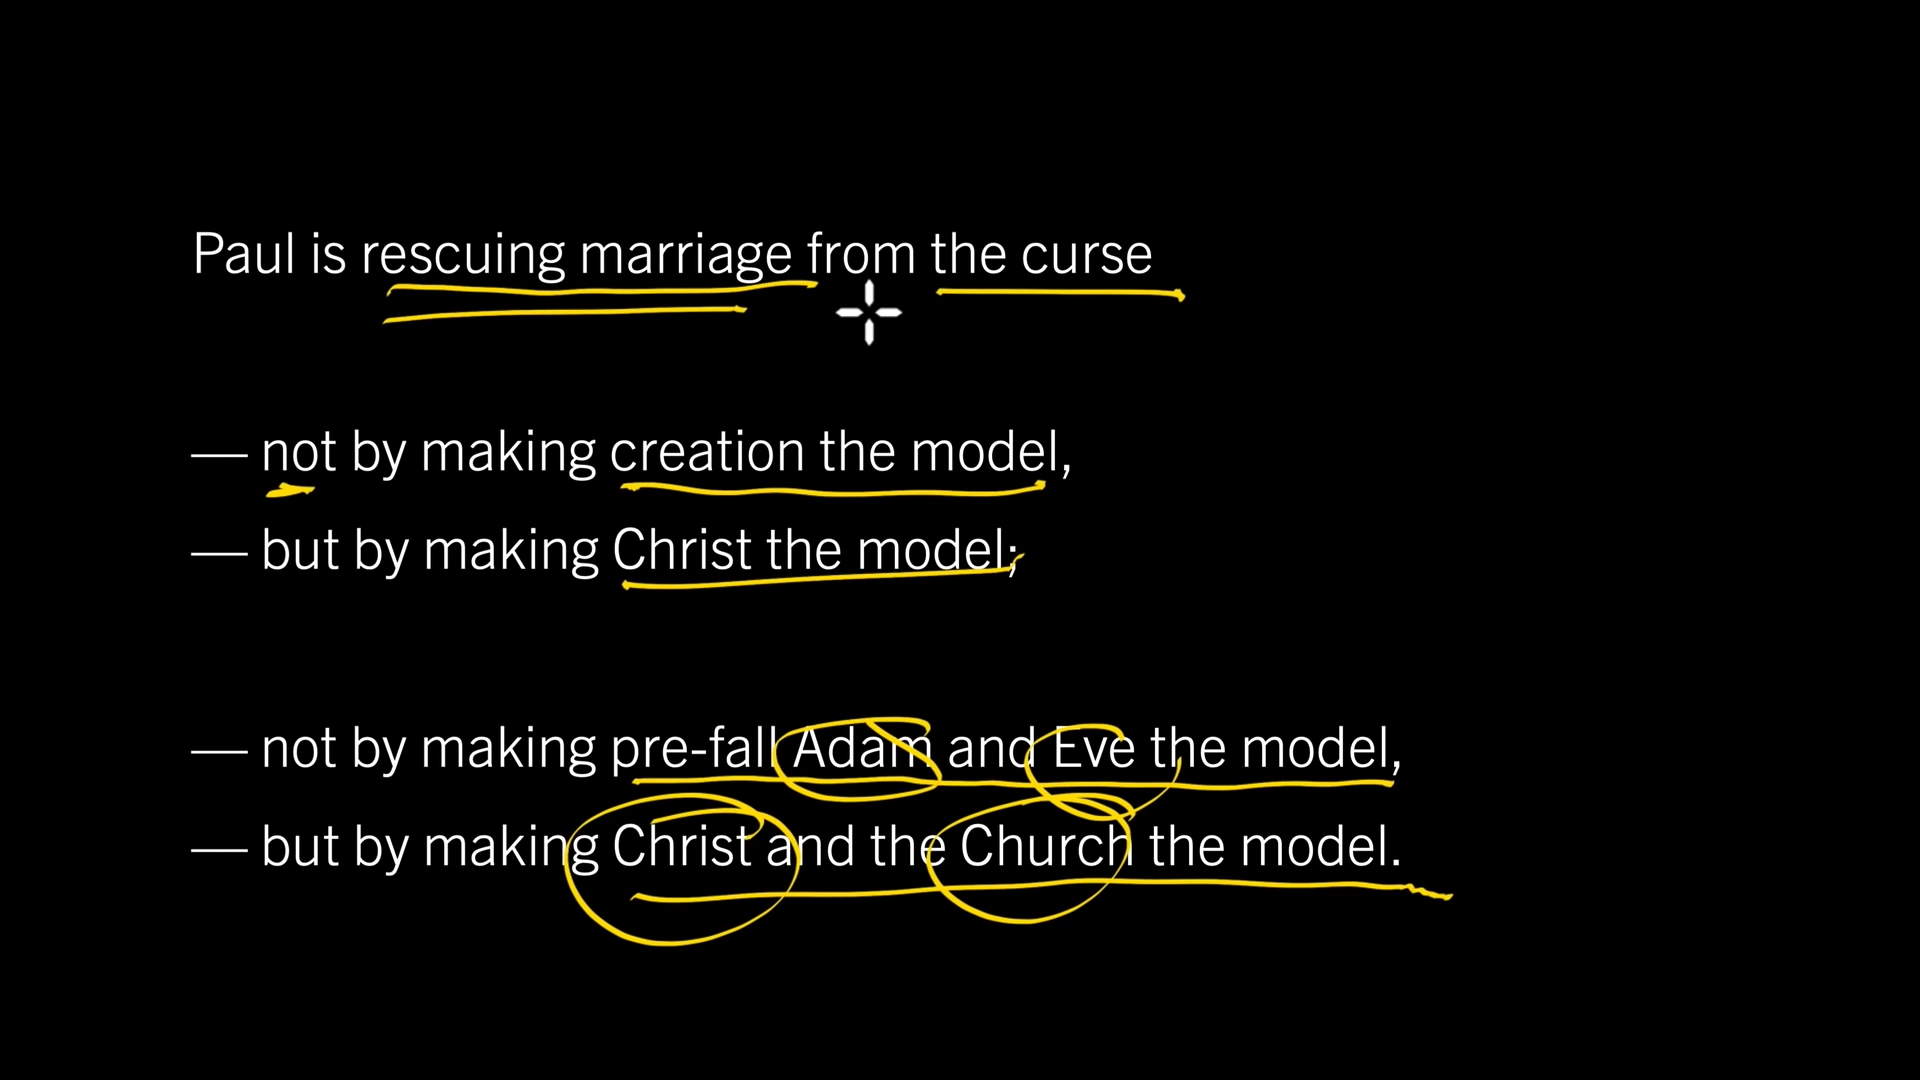 Paul is rescuing marriage from the curse
— not by making creation the model,
— but by making Christ the model;
— not by making pre-fall Adam and Eve the model,
— but by making Christ and the Church the model.